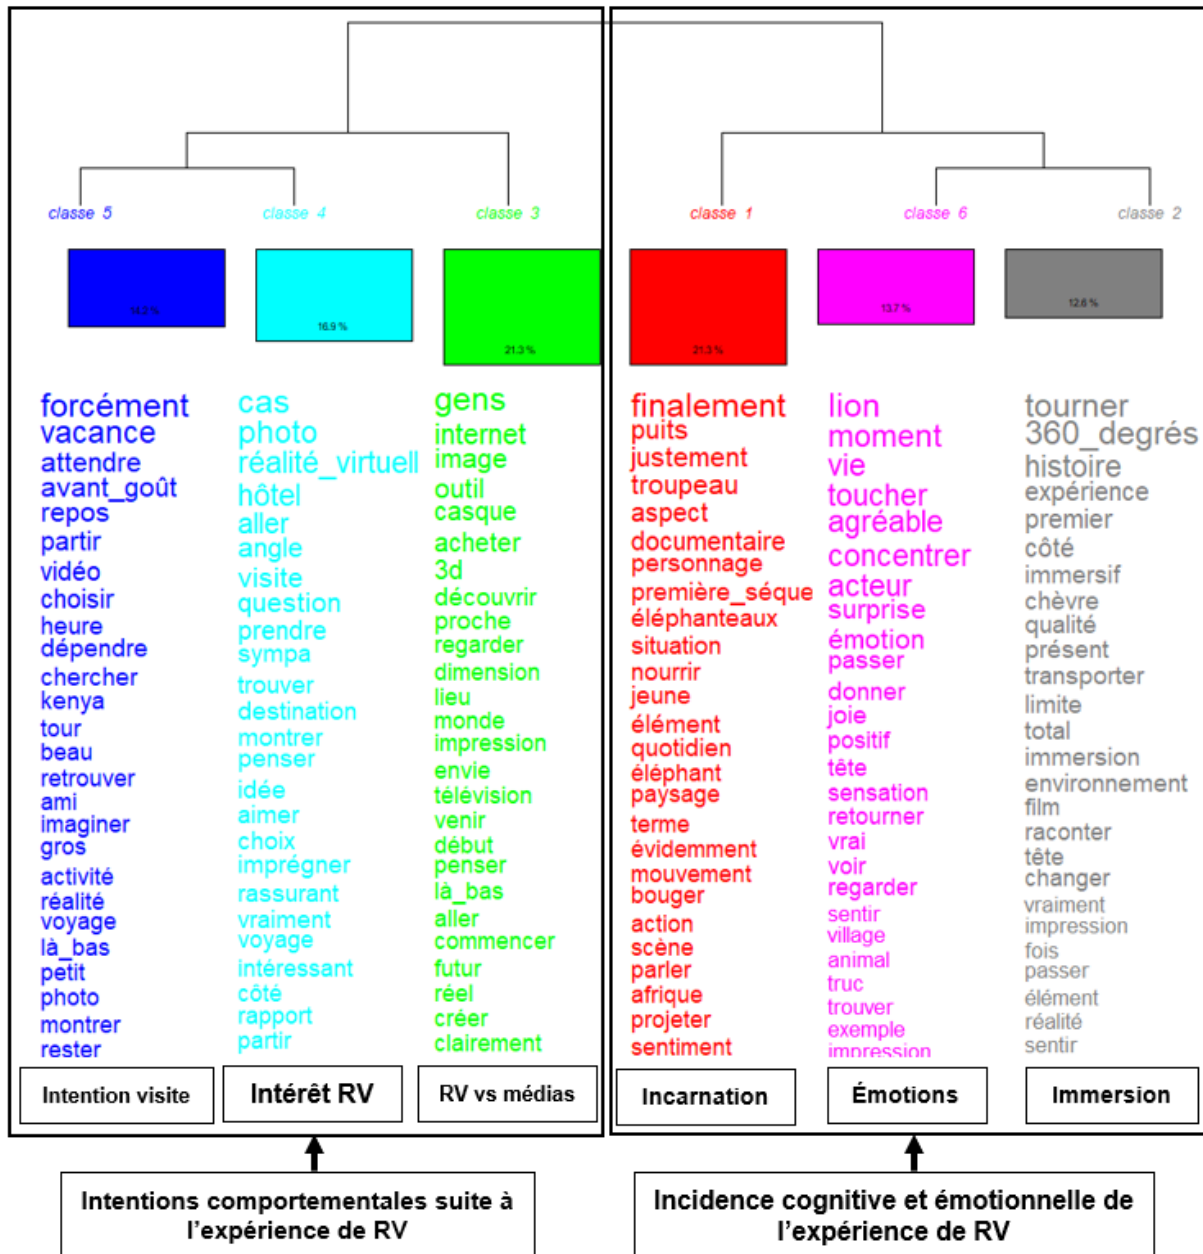 classe 5
classe 4
classe 3
classe 1
classe 6
classe 2
14.2 %
16.9 %
21.3 %
21.3 %
13.7 %
12.6 %
forcément
vacance
attendre
avant_goût
repos
partir
vidéo
choisir
heure
dépendre
chercher
kenya
tour
beau
retrouver
ami
imaginer
gros
activité
réalité
voyage
là_bas
petit
photo
montrer
rester
cas
photo
réalité_virtuell
hôtel
aller
angle
visite
question
prendre
sympa
trouver
destination
montrer
penser
idée
aimer
choix
imprégner
rassurant
vraiment
voyage
intéressant
côté
rapport
partir
gens
internet
image
outil
casque
acheter
3d
découvrir
proche
regarder
dimension
lieu
monde
impression
envie
télévision
venir
début
penser
là_bas
aller
commencer
futur
réel
créer
clairement
finalement
puits
justement
troupeau
aspect
documentaire
personnage
première_séque
éléphanteaux
situation
nourrir
jeune
élément
quotidien
éléphant
paysage
terme
évidemment
mouvement
bouger
action
scène
parler
afrique
projeter
sentiment
lion
moment
vie
toucher
agréable
concentrer
acteur
surprise
émotion
passer
donner
joie
positif
tête
sensation
retourner
vrai
voir
regarder
sentir
village
animal
truc
trouver
exemple
impression
tourner
360_degrés
histoire
expérience
premier
côté
immersif
chèvre
qualité
présent
transporter
limite
total
immersion
environnement
film
raconter
tête
changer
vraiment
impression
fois
passer
élément
réalité
sentir
Intention visite
Intérêt RV
RV vs médias
Incarnation
Émotions
Immersion
Intentions comportementales suite à
l'expérience de RV
Incidence cognitive et émotionnelle de
l'expérience de RV